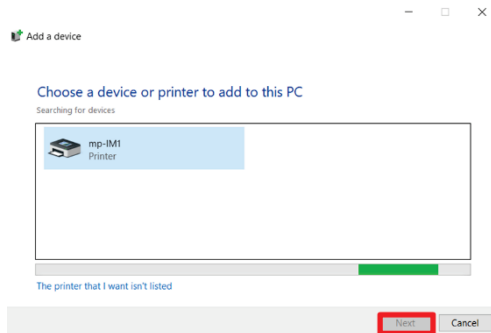 Add a device
Choose a device or printer to add to this PC
Searching for devices
mp-IM1
Printer
The printer that I want isn't listed
Next
Cancel